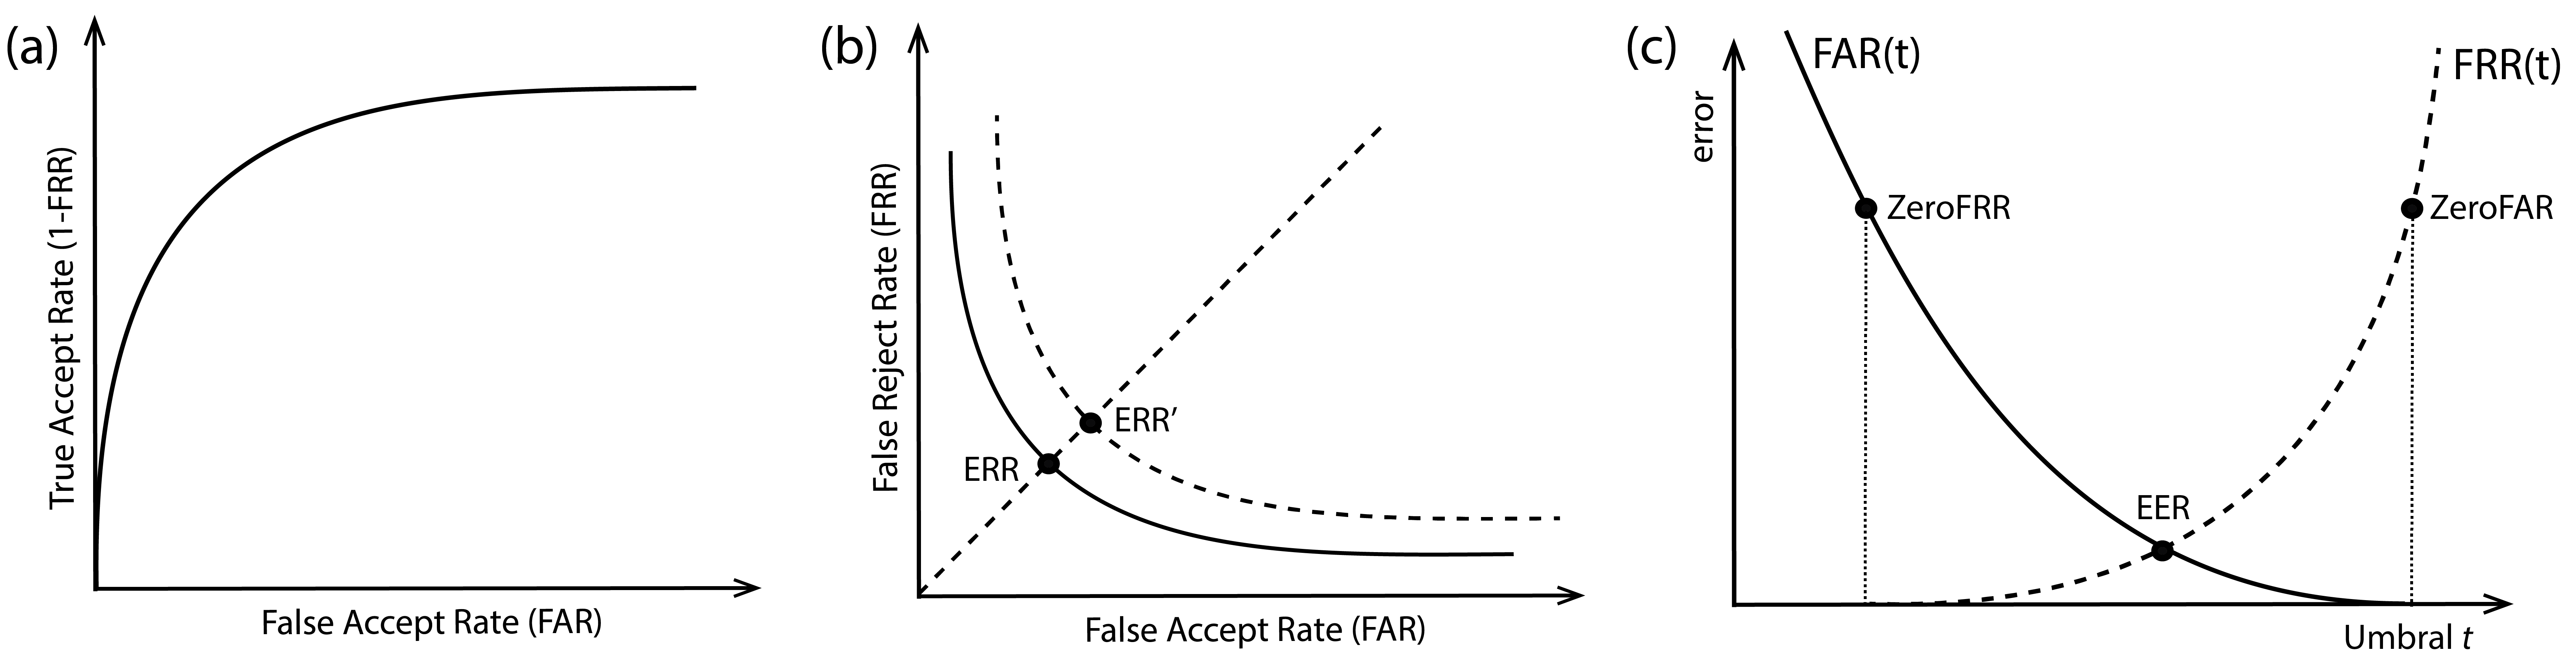 (a)
True Accept Rate (1-FRR)
False Accept Rate (FAR)
(b)
False Reject Rate (FRR)
ERR’
ERR
False Accept Rate (FAR)
(c)
error
FAR(t)
FRR(t)
ZeroFRR
ZeroFAR
EER
Umbral t